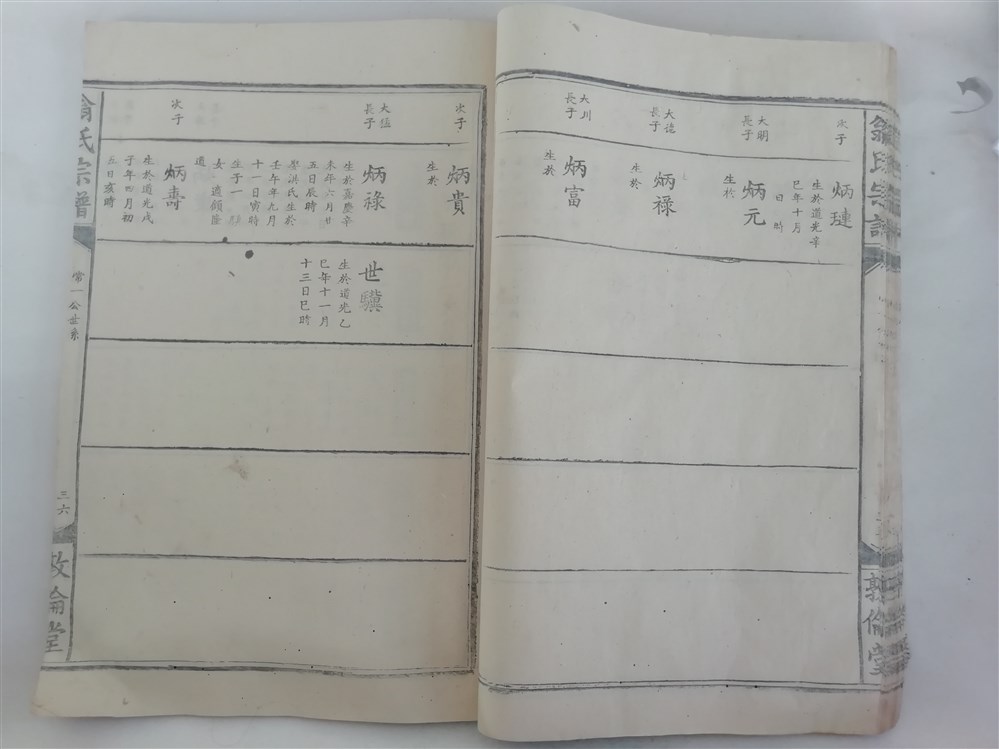 翁氏宗譜
敦倫堂
次子
炳璉
生於道光辛
巳年十月
日 時
大明
長子
炳元
生於
大德
長子
炳祿
生於
大川
長子
炳富
生於
次子
炳貴
生於
大猛
長子
炳祿
生於嘉慶辛
未年六月廿
五日辰時
娶洪氏生於
壬午年九月
十一日寅時
生子一
女 適顏隆
道
世驥
生於道光乙
巳年十一月
十三日巳時
次子
炳壽
生於道光戊
子年四月初
五日亥時
翁氏宗譜
常一公世系
三六
敦倫堂